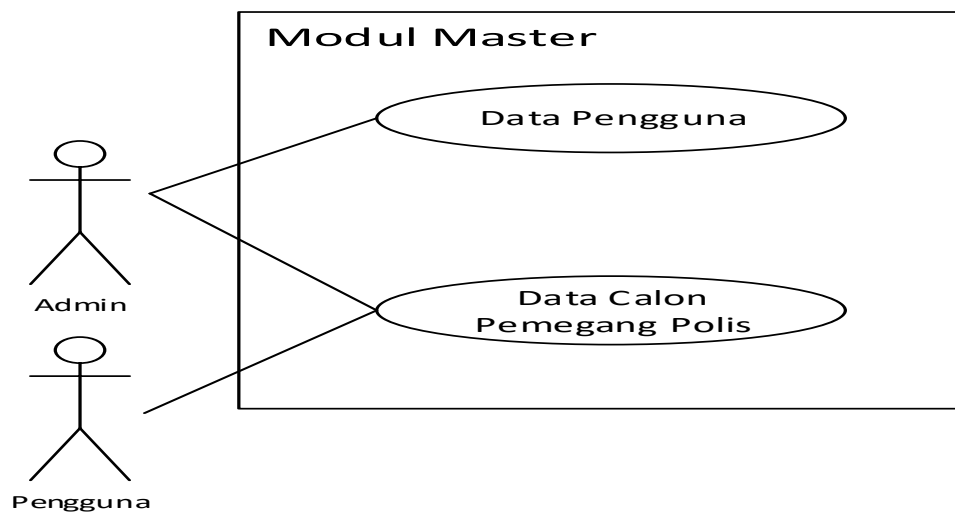 Modul Master
Data Pengguna
Admin
Data Calon
Pemegang Polis
Pengguna